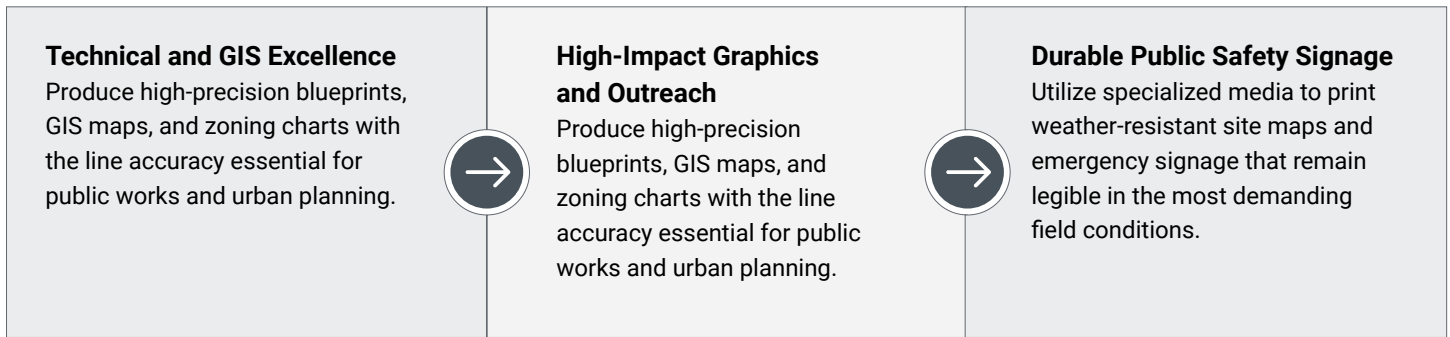 Technical and GIS Excellence
Produce high-precision blueprints,
GIS maps, and zoning charts with
the line accuracy essential for
public works and urban planning.
High-Impact Graphics
and Outreach
Produce high-precision
blueprints, GIS maps, and
zoning charts with the line
accuracy essential for public
works and urban planning.
Durable Public Safety Signage
Utilize specialized media to print
weather-resistant site maps and
emergency signage that remain
legible in the most demanding
field conditions.